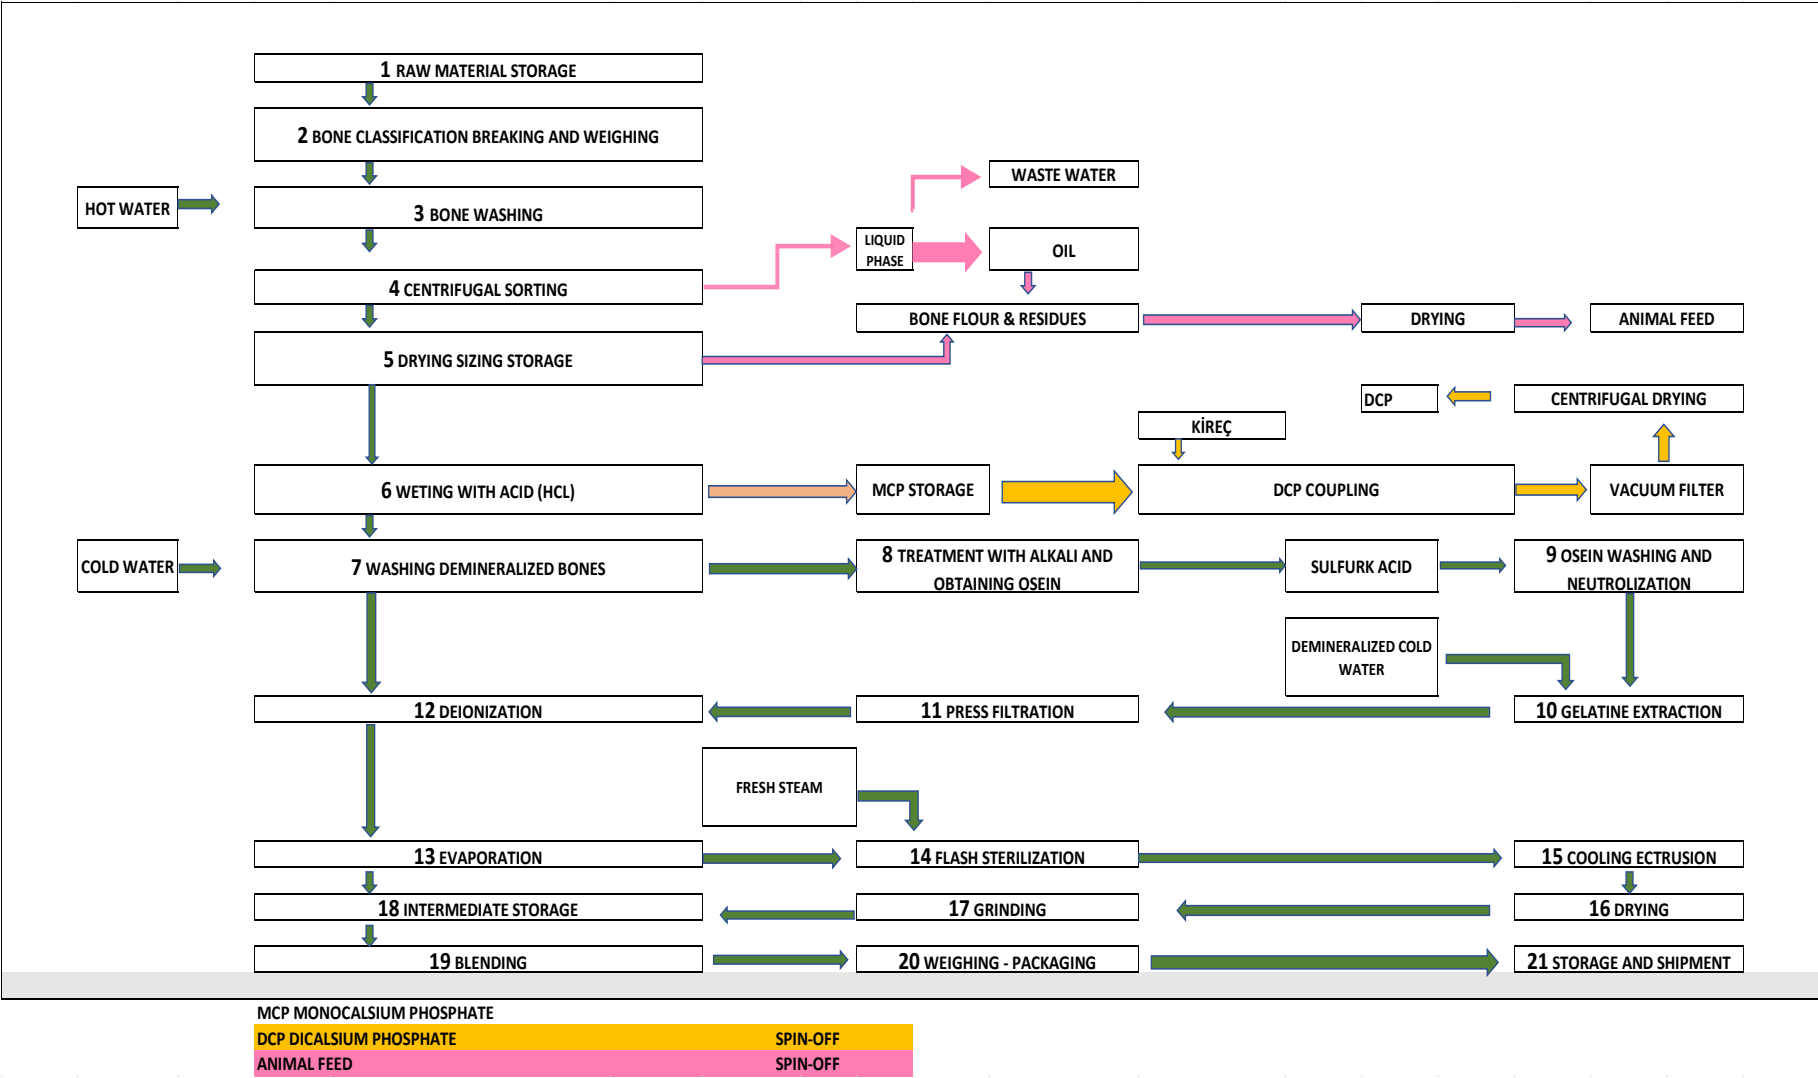 1 RAW MATERIAL STORAGE
2 BONE CLASSIFICATION BREAKING AND WEIGHING
WASTE WATER
HOT WATER
3 BONE WASHING
LIQUID
PHASE
OIL
4 CENTRIFUGAL SORTING
BONE FLOUR & RESIDUES
DRYING
ANIMAL FEED
5 DRYING SIZING STORAGE
DCP
CENTRIFUGAL DRYING
KİREÇ
6 WETING WITH ACID (HCL)
MCP STORAGE
DCP COUPLING
VACUUM FILTER
COLD WATER
7 WASHING DEMINERALIZED BONES
8 TREATMENT WITH ALKALI AND
OBTAINING OSEIN
SULFURK ACID
9 OSEIN WASHING AND
NEUTROLIZATION
DEMINERALIZED COLD
WATER
12 DEIONIZATION
11 PRESS FILTRATION
10 GELATINE EXTRACTION
FRESH STEAM
13 EVAPORATION
14 FLASH STERILIZATION
15 COOLING ECTRUSION
18 INTERMEDIATE STORAGE
17 GRINDING
16 DRYING
19 BLENDING
20 WEIGHING - PACKAGING
21 STORAGE AND SHIPMENT
MCP MONOCALSIUM PHOSPHATE
DCP DICALSIUM PHOSPHATE SPIN-OFF
ANIMAL FEED SPIN-OFF